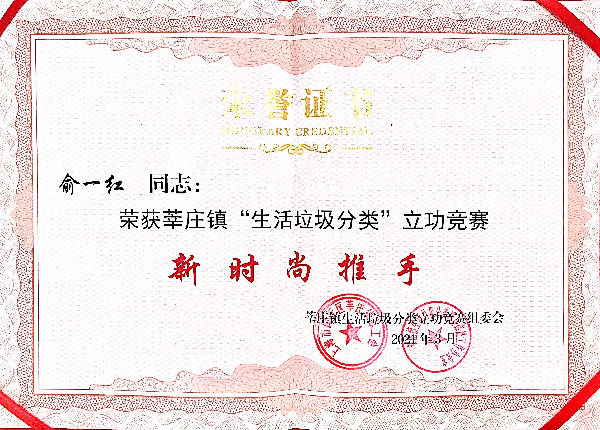 荣誉证书
HONORARY CREDENTIAL
俞一红 同志：
荣获莘庄镇“生活垃圾分类”立功竞赛
新时尚推手
莘庄镇生活垃圾分类立功竞赛组委会
2021年3月